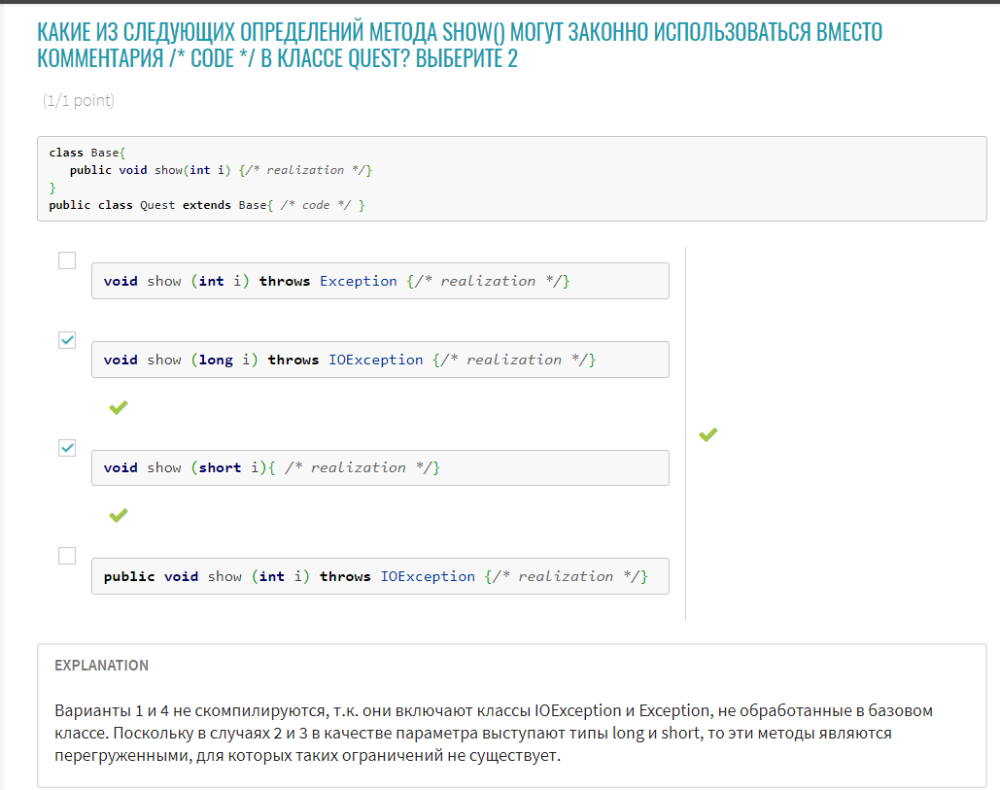 КАКИЕ ИЗ СЛЕДУЮЩИХ ОПРЕДЕЛЕНИЙ МЕТОДА SHOW() МОГУТ ЗАКОННО ИСПОЛЬЗОВАТЬСЯ ВМЕСТО
КОММЕНТАРИЯ /* CODE */ В КЛАССЕ QUEST? ВЫБЕРИТЕ 2
(1/1 point)
class Base{
   public void show(int i) {/* realization */}
}
public class Quest extends Base{ /* code */ }
void show (int i) throws Exception {/* realization */}
void show (long i) throws IOException {/* realization */}
void show (short i){ /* realization */}
public void show (int i) throws IOException {/* realization */}
EXPLANATION
Варианты 1 и 4 не скомпилируются, т.к. они включают классы IOException и Exception, не обработанные в базовом
классе. Поскольку в случаях 2 и 3 в качестве параметра выступают типы long и short, то эти методы являются
перегруженными, для которых таких ограничений не существует.